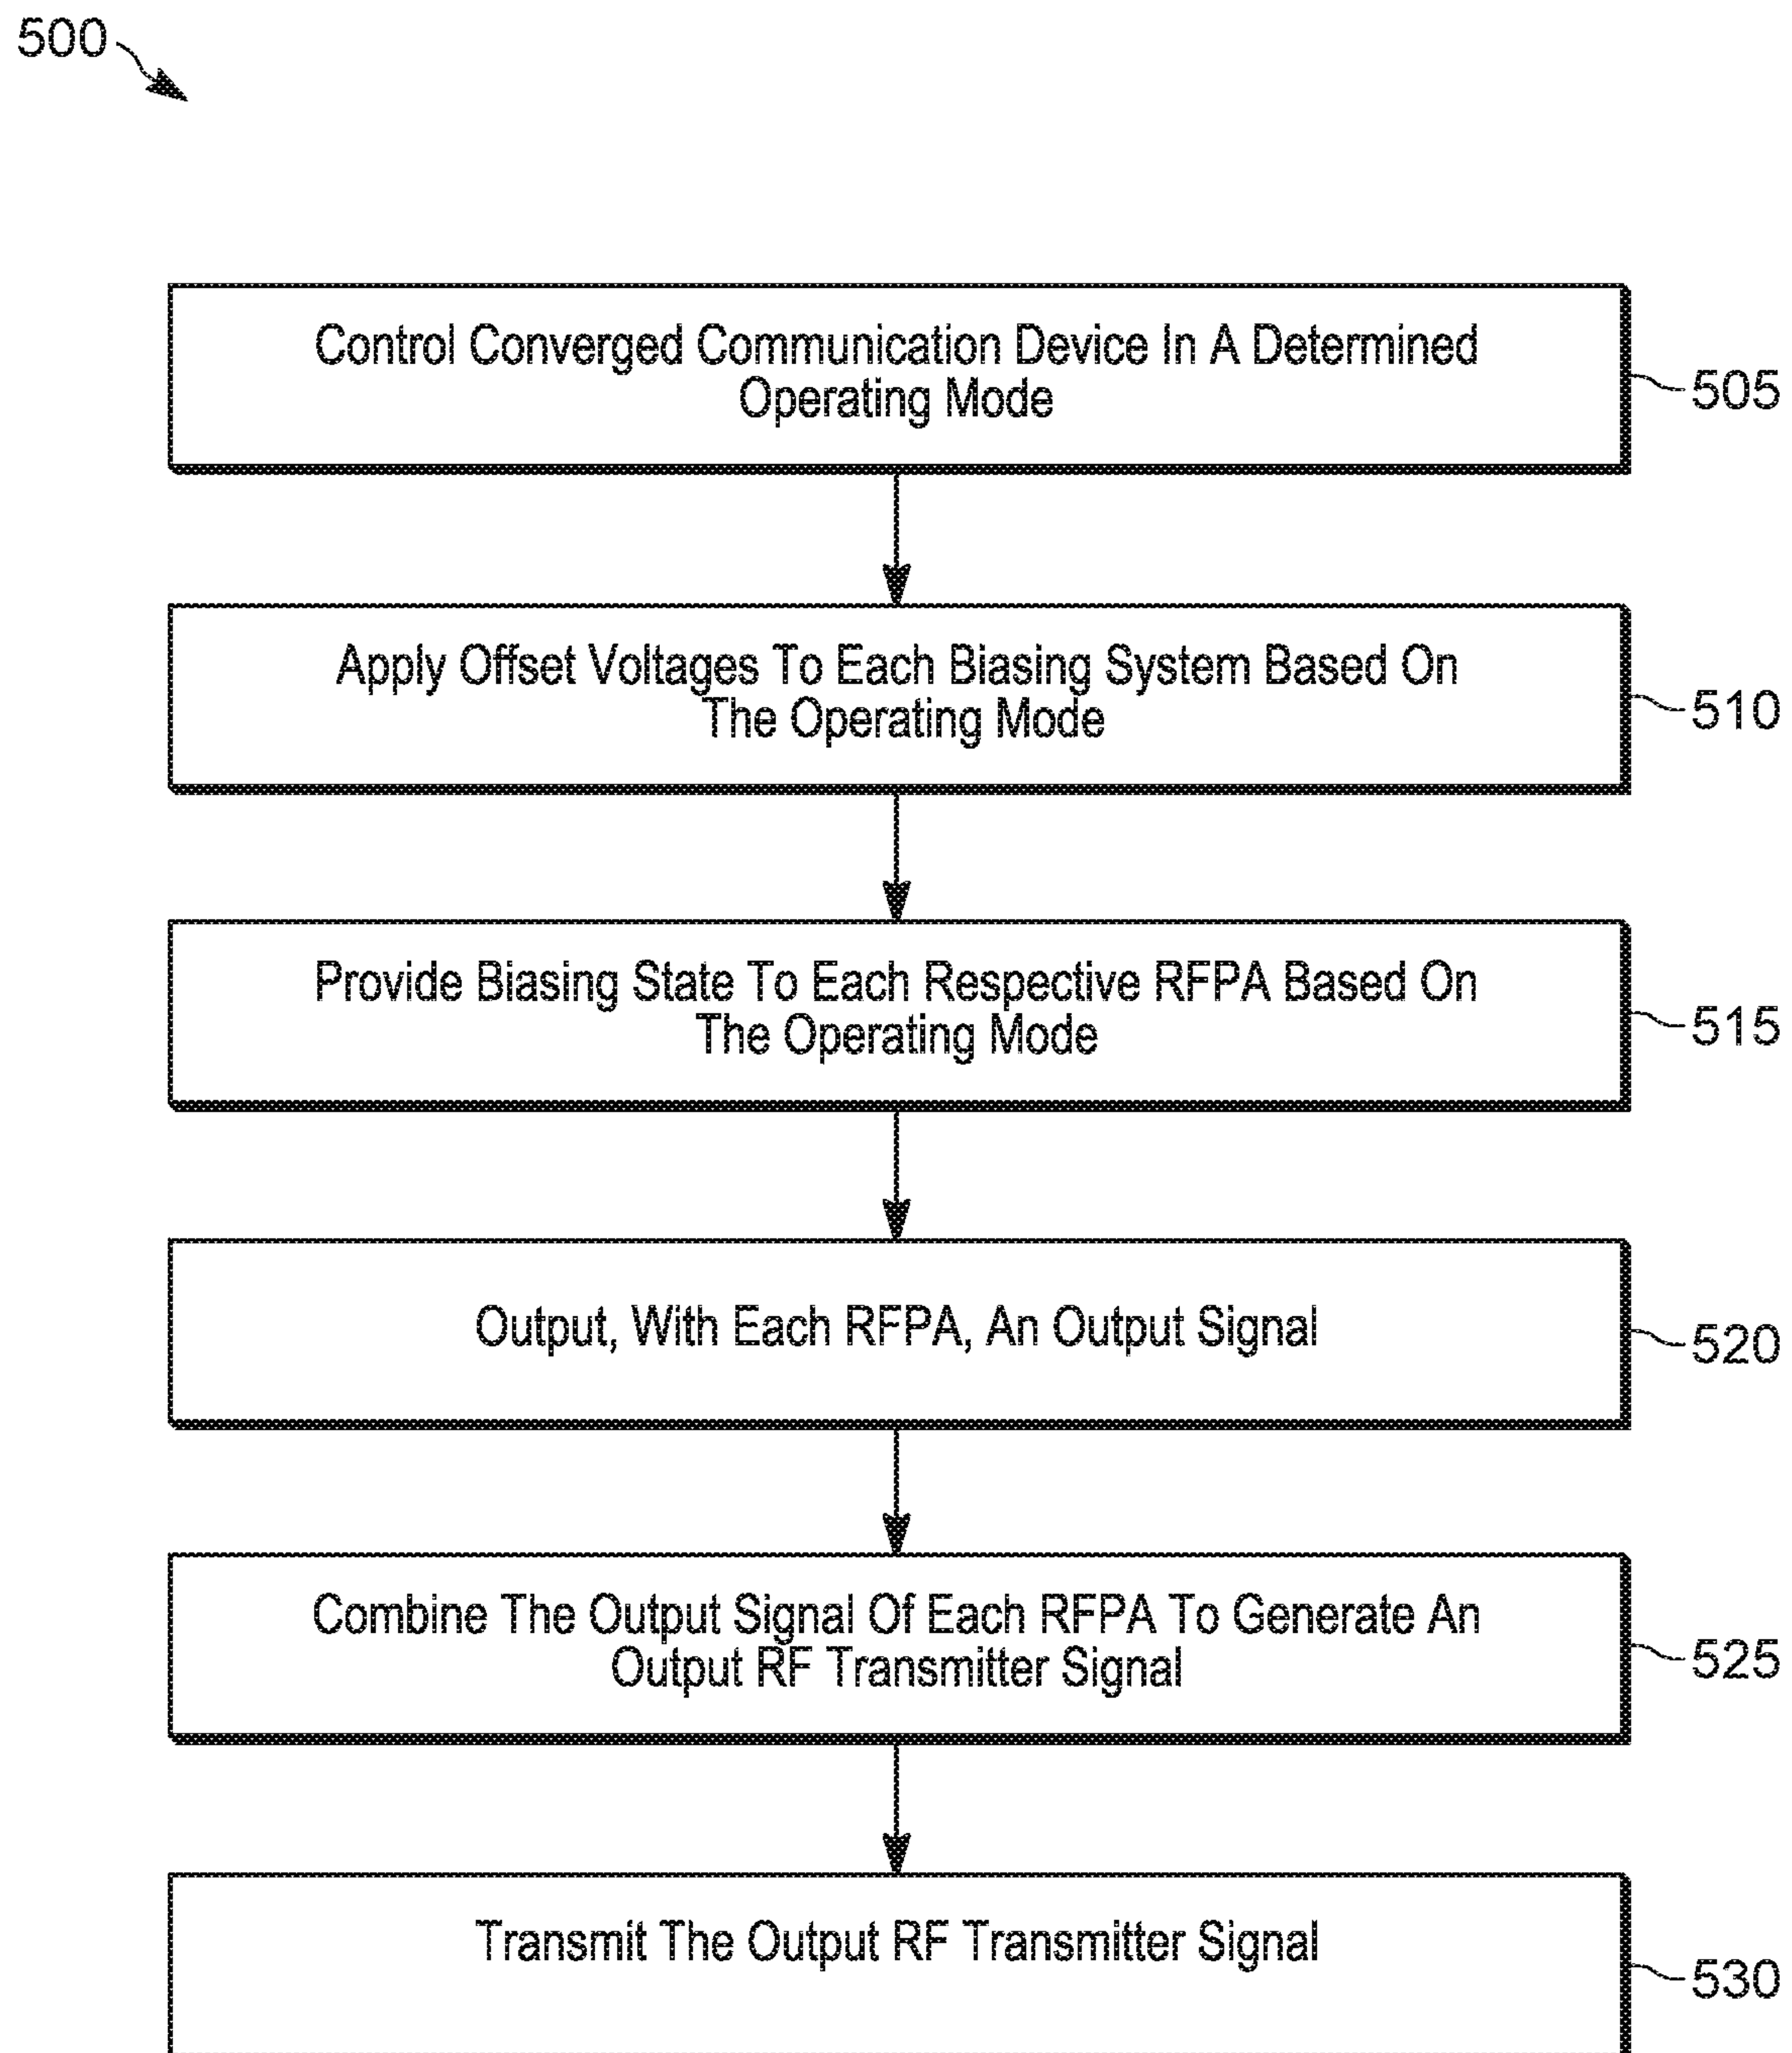 500
Control Converged Communication Device In A Determined
Operating Mode
505
Apply Offset Voltages To Each Biasing System Based On
The Operating Mode
510
Provide Biasing State To Each Respective RFPA Based On
The Operating Mode
515
Output, With Each RFPA, An Output Signal
520
Combine The Output Signal Of Each RFPA To Generate An
Output RF Transmitter Signal
525
Transmit The Output RF Transmitter Signal
530